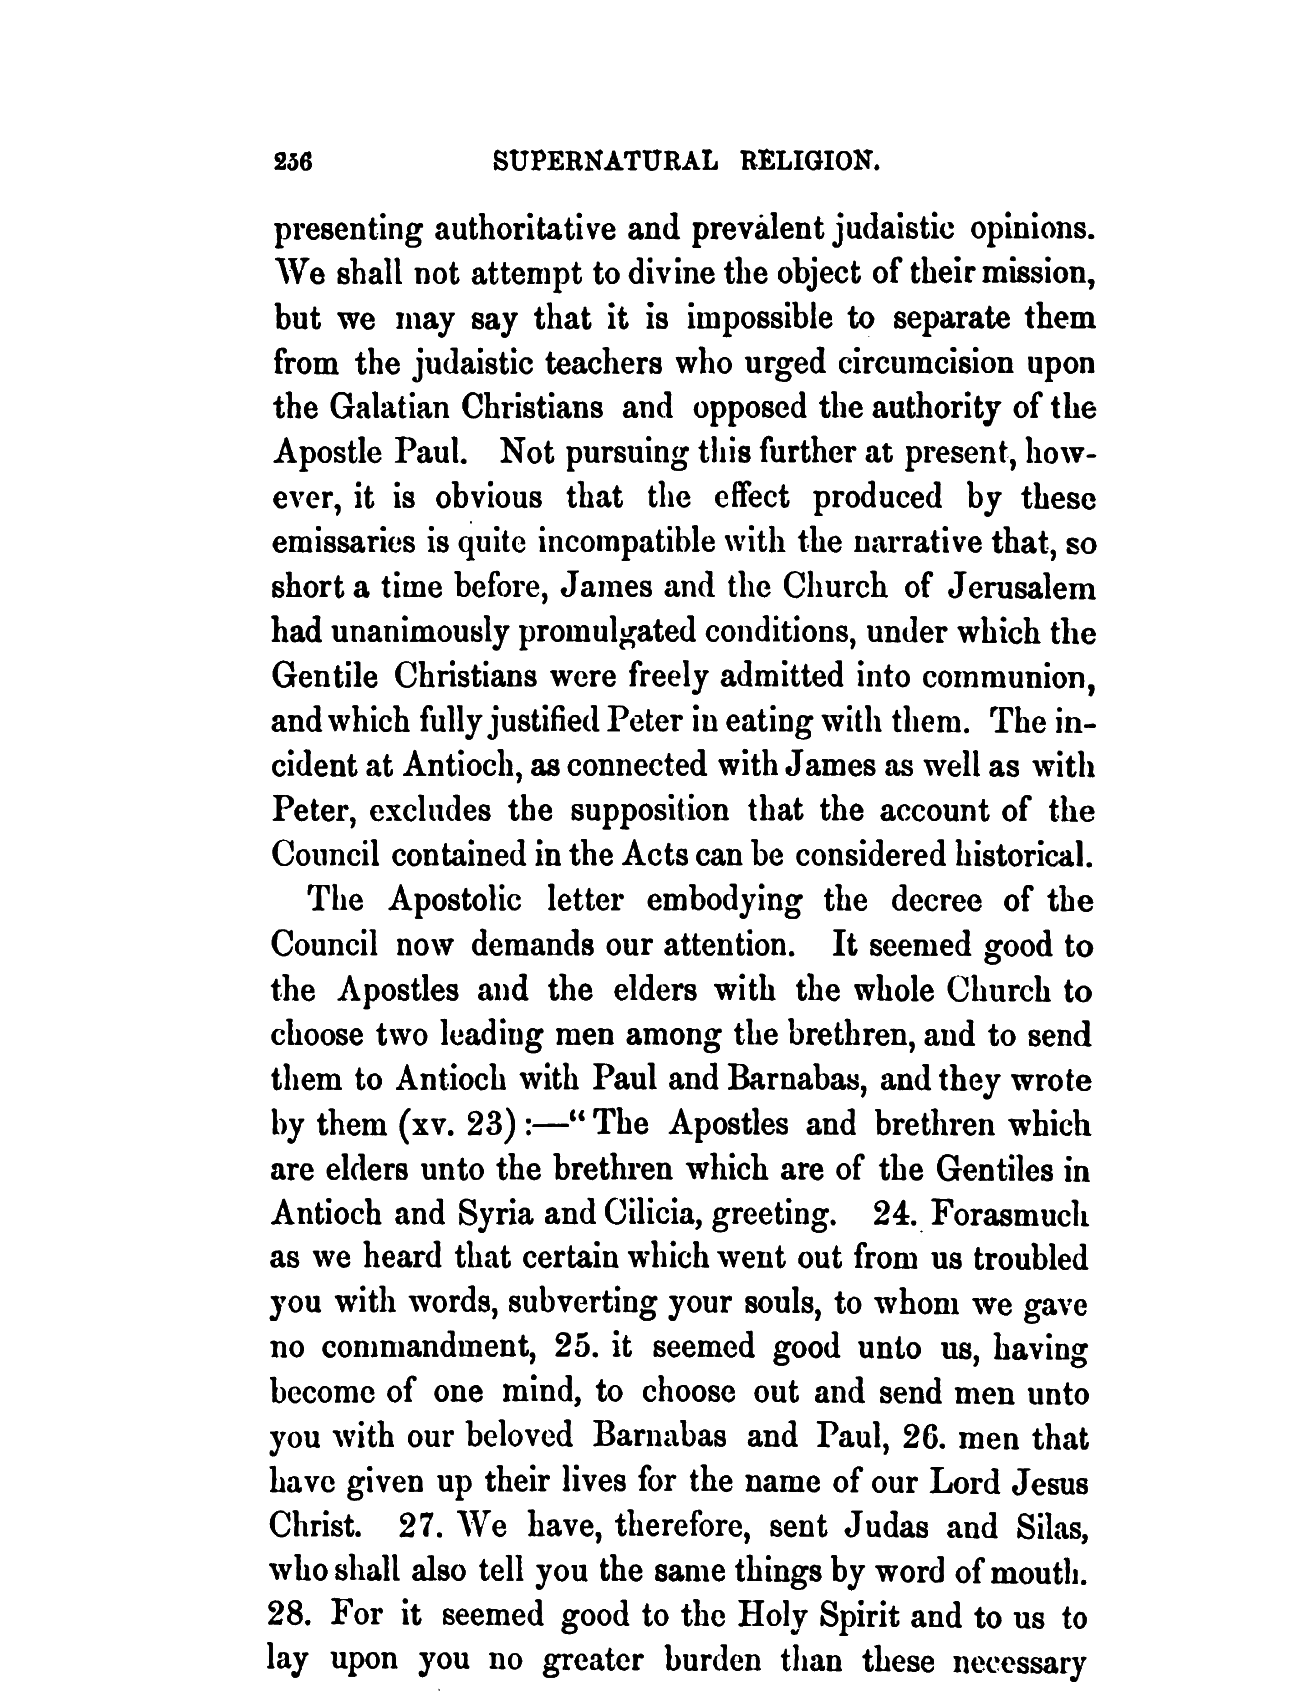 256 SUPERNATURAL RELIGION.
presenting authoritative and prevalent judaistic opinions.
We shall not attempt to divine the object of their mission,
but we may say that it is impossible to separate them
from the judaistic teachers who urged circumcision upon
the Galatian Christians and opposed the authority of the
Apostle Paul. Not pursuing this further at present, how-
ever, it is obvious that the effect produced by these
emissaries is quite incompatible with the narrative that, so
short a time before, James and the Church of Jerusalem
had unanimously promulgated conditions, under which the
Gentile Christians were freely admitted into communion,
and which fully justified Peter in eating with them. The in-
cident at Antioch, as connected with James as well as with
Peter, excludes the supposition that the account of the
Council contained in the Acts can be considered historical.
The Apostolic letter embodying the decree of the
Council now demands our attention. It seemed good to
the Apostles and the elders with the whole Church to
choose two leading men among the brethren, and to send
them to Antioch with Paul and Barnabas, and they wrote
by them (xv. 23) :—“ The Apostles and brethren which
are elders unto the brethren which are of the Gentiles in
Antioch and Syria and Cilicia, greeting. 24. Forasmuch
as we heard that certain which went out from us troubled
you with words, subverting your souls, to whom we gave
no commandment, 25. it seemed good unto us, having
become of one mind, to choose out and send men unto
you with our beloved Barnabas and Paul, 26. men that
have given up their lives for the name of our Lord Jesus
Christ. 27. We have, therefore, sent Judas and Silas,
who shall also tell you the same things by word of mouth.
28. For it seemed good to the Holy Spirit and to us to
lay upon you no greater burden than these necessary